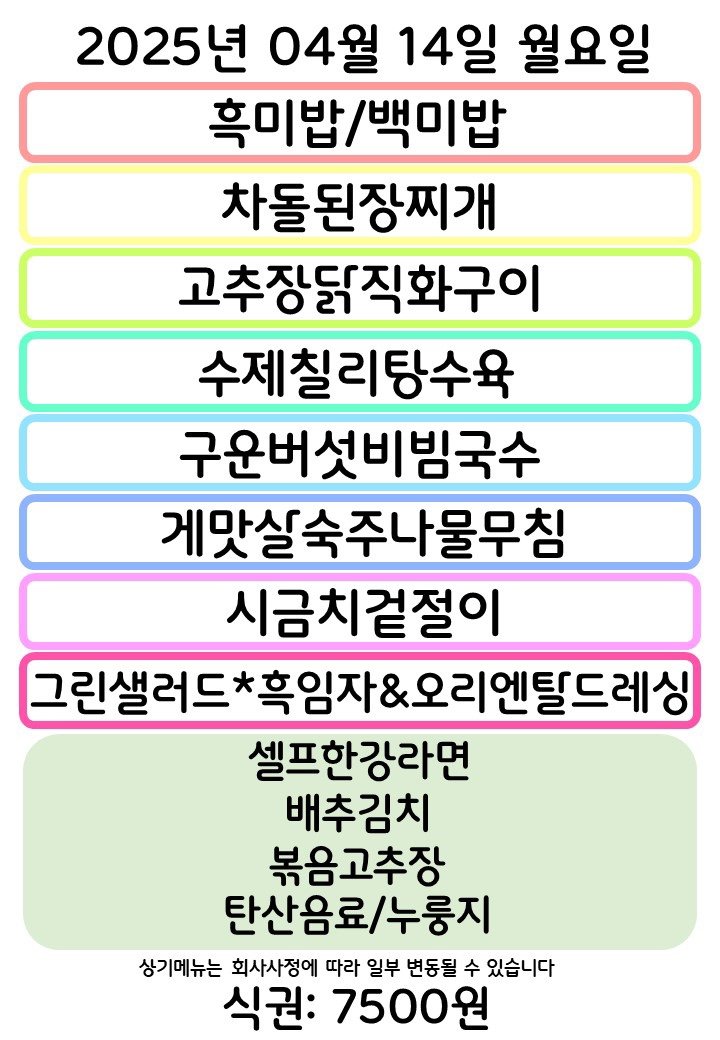 2025년 04월 14일 월요일
흑미밥/백미밥
차돌된장찌개
고추장닭직화구이
수제칠리탕수육
구운버섯비빔국수
게맛살숙주나물무침
시금치겉절이
그린샐러드*흑임자&오리엔탈드레싱
셀프한강라면
배추김치
볶음고추장
탄산음료/누룽지
상기메뉴는 회사사정에 따라 일부 변동될 수 있습니다
식권: 7500원